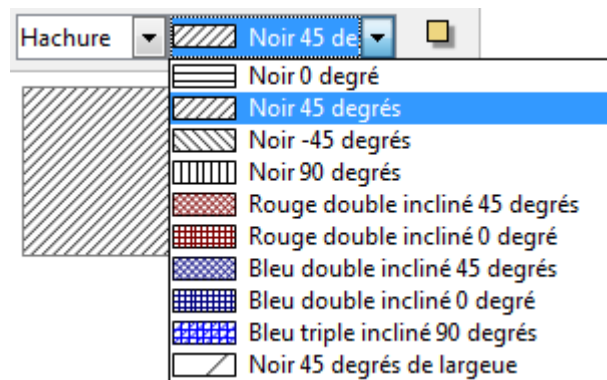 Hachure Noir 45 de
Noir 0 degré
Noir 45 degrés
Noir -45 degrés
Noir 90 degrés
Rouge double incliné 45 degrés
Rouge double incliné 0 degré
Bleu double incliné 45 degrés
Bleu double incliné 0 degré
Bleu triple incliné 90 degrés
Noir 45 degrés de largeue